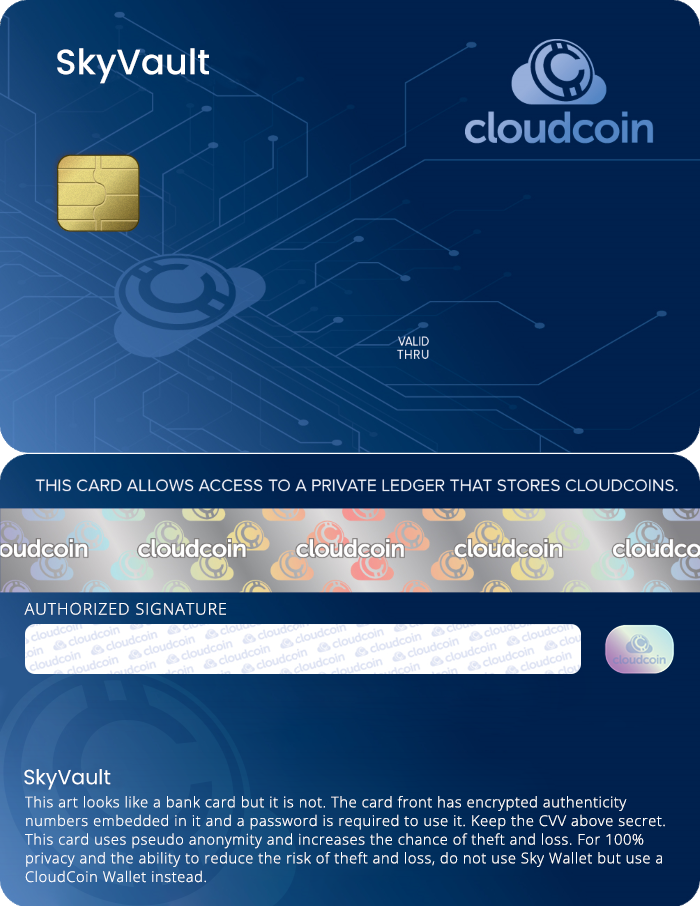 SkyVault
cloudcoin
VALID
THRU
THIS CARD ALLOWS ACCESS TO A PRIVATE LEDGER THAT STORES CLOUDCOINS.
oudcoin cloudcoin cloudcoin cloudcoin cloudco
AUTHORIZED SIGNATURE
cloudcoin
SkyVault
This art looks like a bank card but it is not. The card front has encrypted authenticity
numbers embedded in it and a password is required to use it. Keep the CVV above secret.
This card uses pseudo anonymity and increases the chance of theft and loss. For 100%
privacy and the ability to reduce the risk of theft and loss, do not use Sky Wallet but use a
CloudCoin Wallet instead.